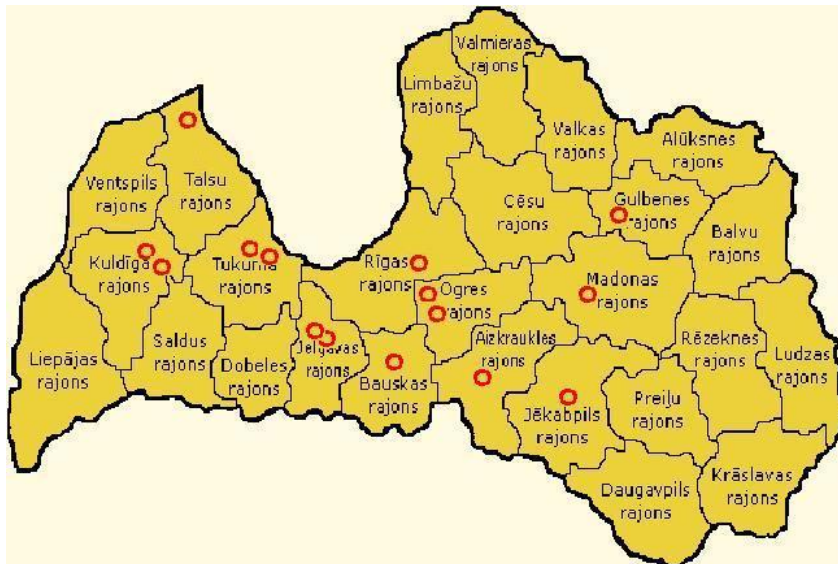 Valmieras
rajons
Limbažu
rajons
Valkas
rajons
Alūksnes
rajons
Ventspils
rajons
Talsu
rajons
Cēsu
rajons
Gulbenes
rajons
Balvu
rajons
Kuldīga
rajons
Tukuma
rajons
Rīgas
rajons
Ogres
rajons
Madonas
rajons
Saldus
rajons
Liepājas
rajons
Dobeles
rajons
Jelgavas
rajons
Bauskas
rajons
Aizkraukles
rajons
Rēzeknes
rajons
Ludzas
rajons
Jēkabpils
rajons
Preiļu
rajons
Daugavpils
rajons
Krāslavas
rajons